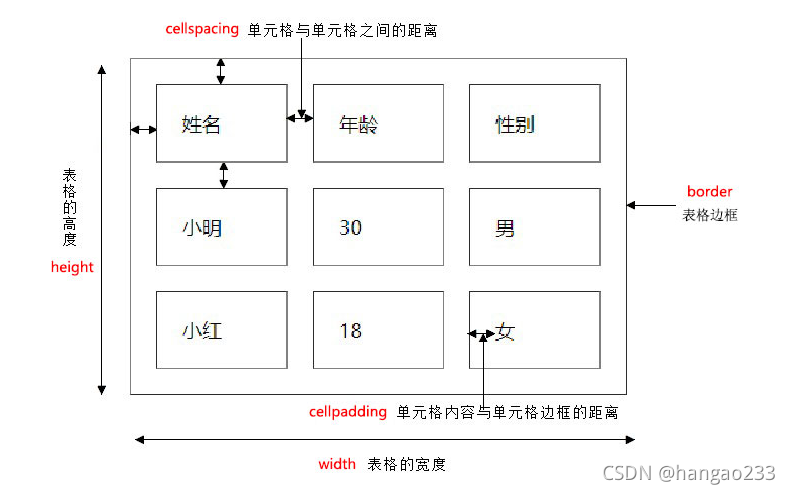 cellspacing 单元格与单元格之间的距离
姓名 年龄 性别
表格的高度
height
border
表格边框
小明 30 男
小红 18 女
cellpadding 单元格内容与单元格边框的距离
width 表格的宽度
CSDN @hangao233